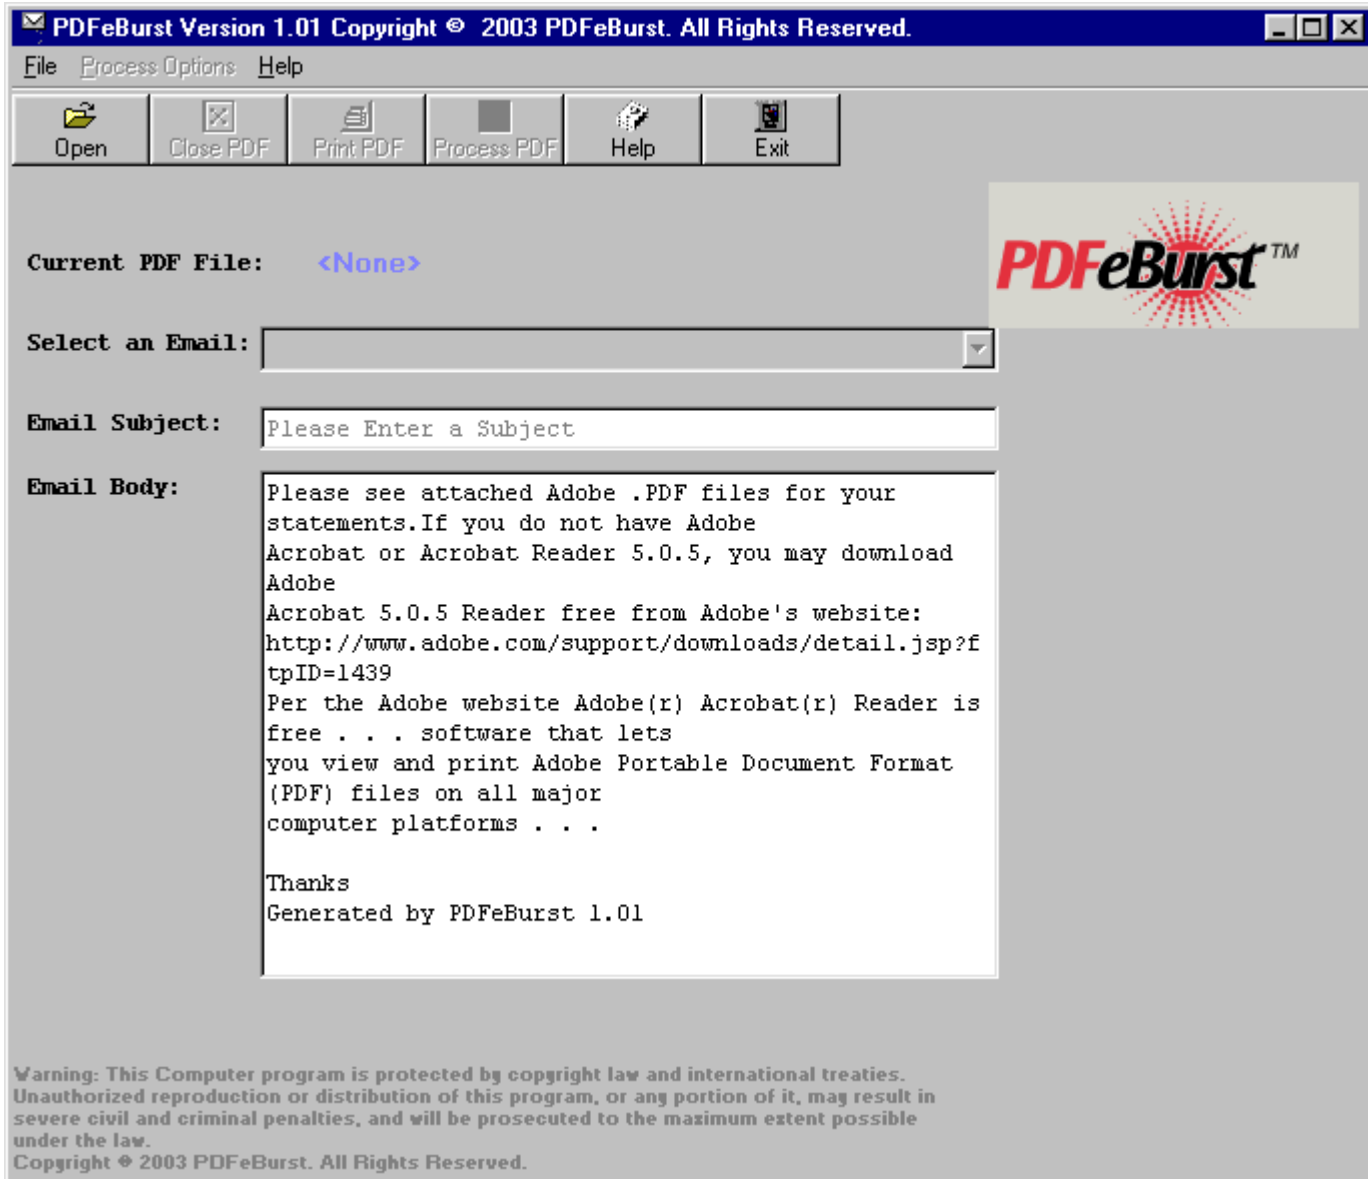 PDFeBurst Version 1.01 Copyright © 2003 PDFeBurst. All Rights Reserved.
File Process Options Help
Open Close PDF Print PDF Process PDF Help Exit
PDFeBurst™
Current PDF File: <None>
Select an Email:
Email Subject: Please Enter a Subject
Email Body:
Please see attached Adobe .PDF files for your
statements.If you do not have Adobe
Acrobat or Acrobat Reader 5.0.5, you may download
Adobe
Acrobat 5.0.5 Reader free from Adobe's website:
http://www.adobe.com/support/downloads/detail.jsp?f
tpID=1439
Per the Adobe website Adobe(r) Acrobat(r) Reader is
free . . . software that lets
you view and print Adobe Portable Document Format
(PDF) files on all major
computer platforms . . .
Thanks
Generated by PDFeBurst 1.01
Warning: This Computer program is protected by copyright law and international treaties.
Unauthorized reproduction or distribution of this program, or any portion of it, may result in
severe civil and criminal penalties, and will be prosecuted to the maximum extent possible
under the law.
Copyright © 2003 PDFeBurst. All Rights Reserved.